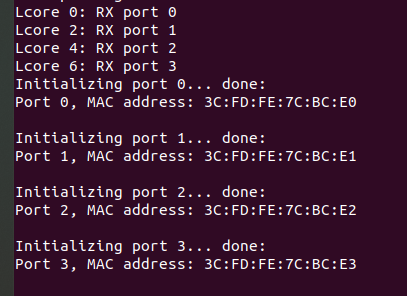 Lcore 0: RX port 0
Lcore 2: RX port 1
Lcore 4: RX port 2
Lcore 6: RX port 3
Initializing port 0... done:
Port 0, MAC address: 3C:FD:FE:7C:BC:E0
Initializing port 1... done:
Port 1, MAC address: 3C:FD:FE:7C:BC:E1
Initializing port 2... done:
Port 2, MAC address: 3C:FD:FE:7C:BC:E2
Initializing port 3... done:
Port 3, MAC address: 3C:FD:FE:7C:BC:E3